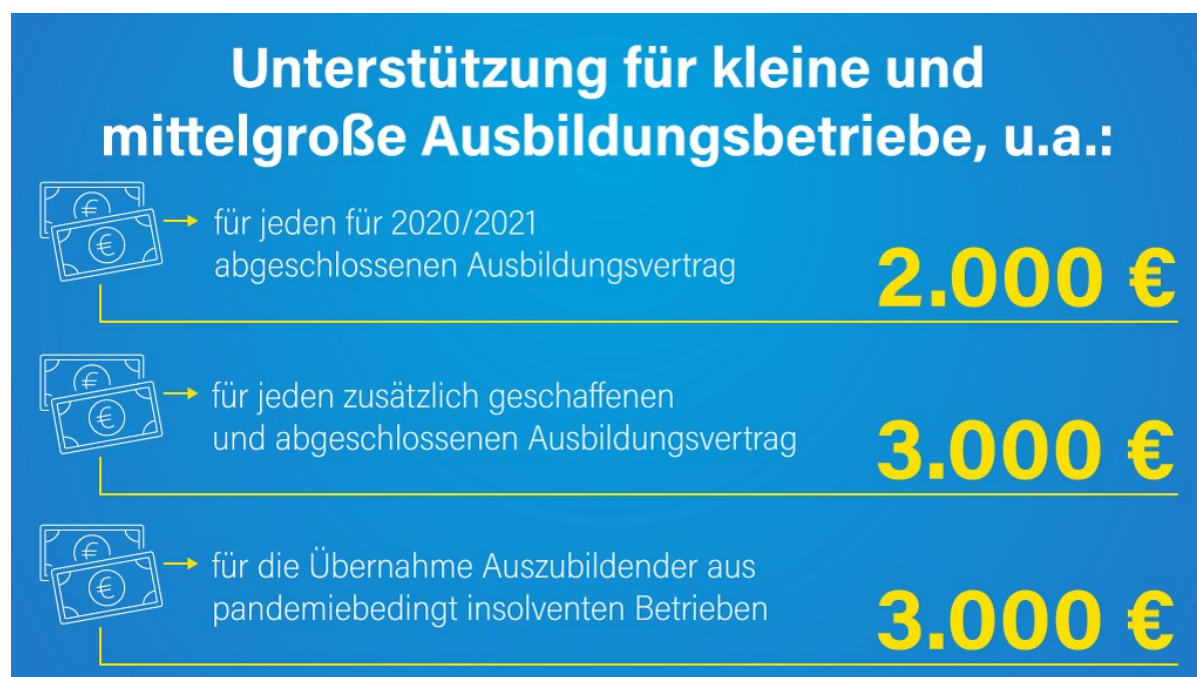 Unterstützung für kleine und
mittelgroße Ausbildungsbetriebe, u.a.:
für jeden für 2020/2021
abgeschlossenen Ausbildungsvertrag
2.000 €
für jeden zusätzlich geschaffenen
und abgeschlossenen Ausbildungsvertrag
3.000 €
für die Übernahme Auszubildender aus
pandemiebedingt insolventen Betrieben
3.000 €